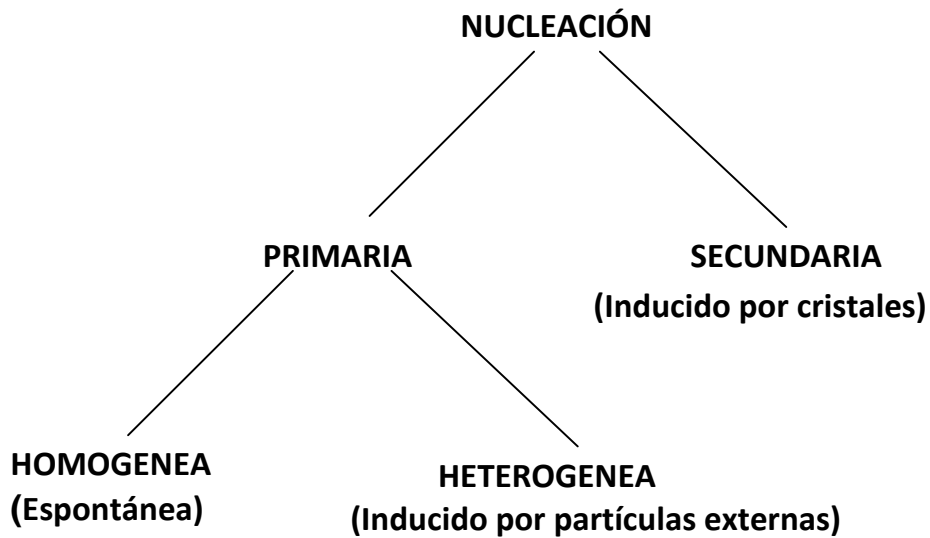 NUCLEACIÓN
PRIMARIA
SECUNDARIA
(Inducido por cristales)
HOMOGENEA
(Espontánea)
HETEROGENEA
(Inducido por partículas externas)